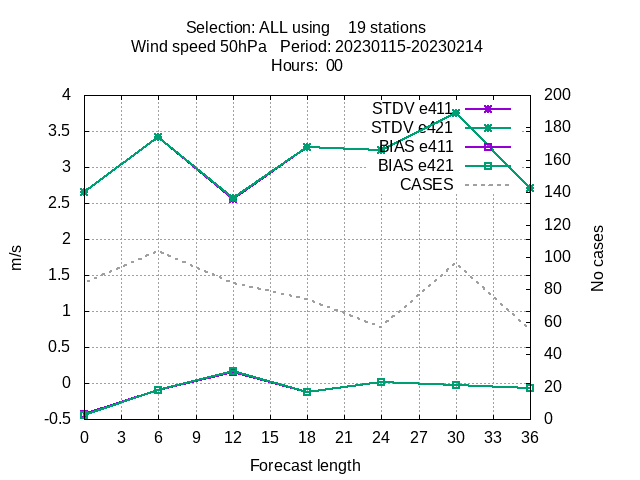 Selection: ALL using    19 stations
Wind speed 50hPa   Period: 20230115-20230214
Hours:  00
4
3.5
3
2.5
2
1.5
1
0.5
0
-0.5
m/s
STDV e411
STDV e421
BIAS e411
BIAS e421
CASES
200
180
160
140
120
100
80
60
40
20
0
No cases
0 3 6 9 12 15 18 21 24 27 30 33 36
Forecast length